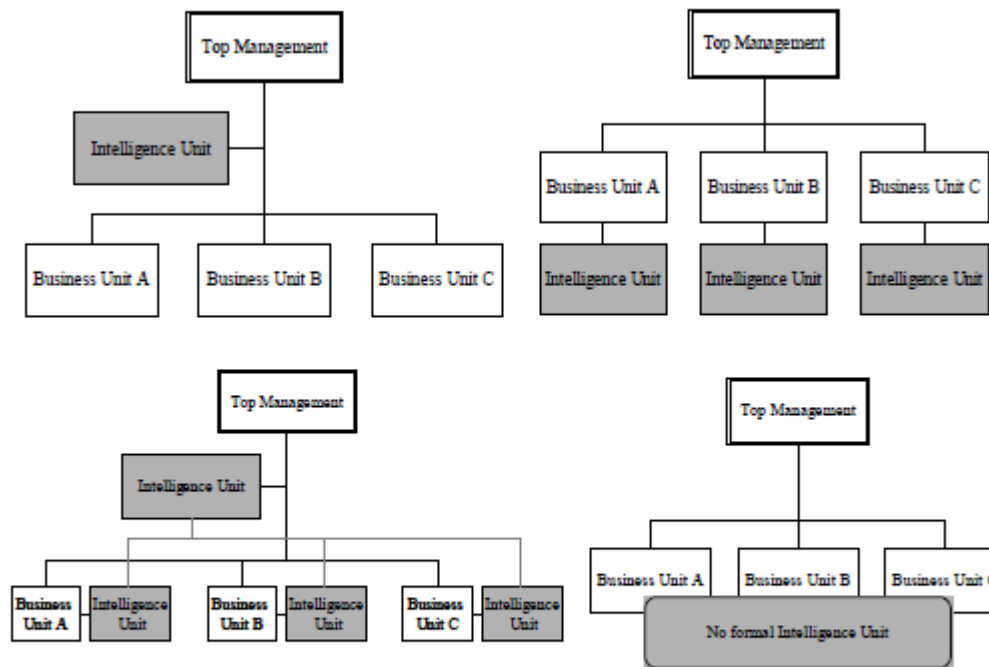 Top Management
Intelligence Unit
Business Unit A
Business Unit B
Business Unit C
Top Management
Business Unit A
Business Unit B
Business Unit C
Intelligence Unit
Intelligence Unit
Intelligence Unit
Top Management
Intelligence Unit
Business
Unit A
Intelligence
Unit
Business
Unit B
Intelligence
Unit
Business
Unit C
Intelligence
Unit
Top Management
Business Unit A
Business Unit B
Business Unit
No formal Intelligence Unit